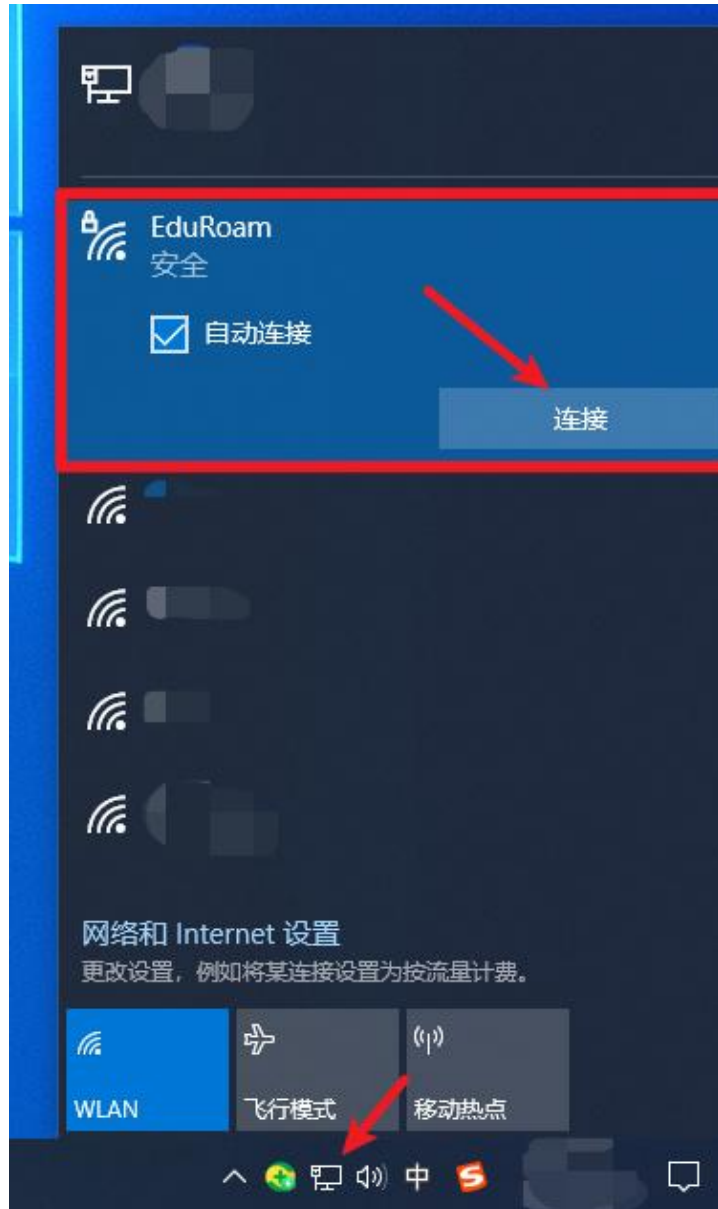 EduRoam
安全
自动连接
连接
网络和 Internet 设置
更改设置，例如将某连接设置为按流量计费。
WLAN
飞行模式
移动热点
中